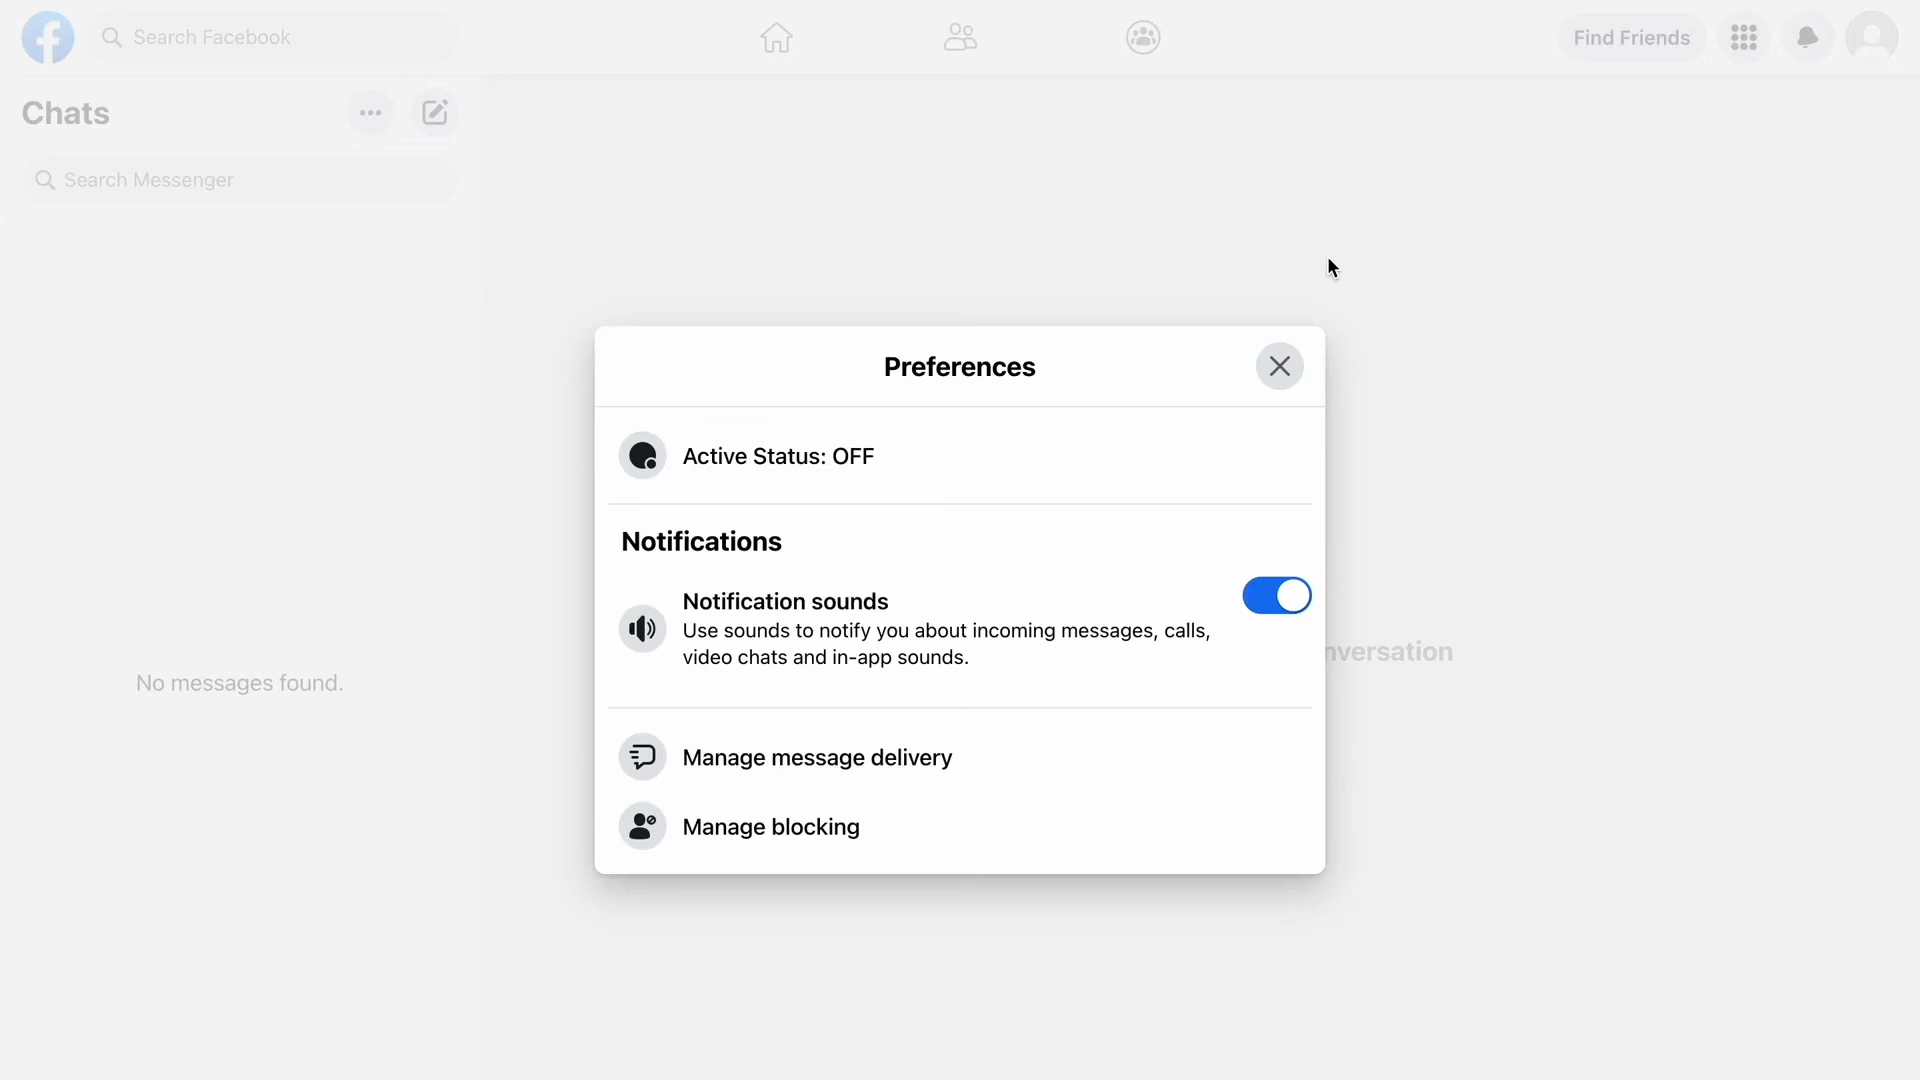 Search Facebook
Find Friends
Chats
Search Messenger
No messages found.
Preferences
Active Status: OFF
Notifications
Notification sounds
Use sounds to notify you about incoming messages, calls,
video chats and in-app sounds.
nversation
Manage message delivery
Manage blocking